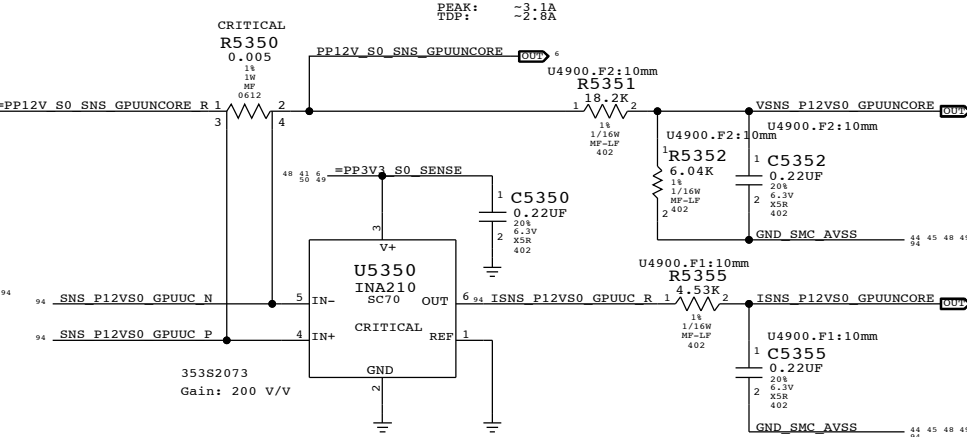 PEAK: ~3.1A
TDP: ~2.8A
CRITICAL
R5350
0.005
1%
1W
MF
0612
PP12V_S0_SNS_GPUUNCORE OUT 6
=PP12V_S0_SNS_GPUUNCORE_R 1 2
3 4
U4900.F2:10mm
R5351
18.2K
1 2
1%
1/16W
MF-LF
402
VSNS_P12VS0_GPUUNCORE OUT
U4900.F2:10mm
U4900.F2:10mm
1
R5352
6.04K
1%
1/16W
MF-LF
402
2
1
C5352
0.22UF
20%
6.3V
X5R
402
2
GND_SMC_AVSS 44 45 48 49
94
48 41 6
50 49
=PP3V3_S0_SENSE
1
C5350
0.22UF
20%
6.3V
X5R
402
2
3
V+
U5350
INA210
SC70
CRITICAL
94
94 SNS_P12VS0_GPUUC_N 5 IN-
94 SNS_P12VS0_GPUUC_P 4 IN+
OUT 6 94 ISNS_P12VS0_GPUUC_R
REF 1
GND
2
353S2073
Gain: 200 V/V
U4900.F1:10mm
R5355
4.53K
1 2
1%
1/16W
MF-LF
402
ISNS_P12VS0_GPUUNCORE OUT
U4900.F1:10mm
1
C5355
0.22UF
20%
6.3V
X5R
402
2
GND_SMC_AVSS 44 45 48 49
94